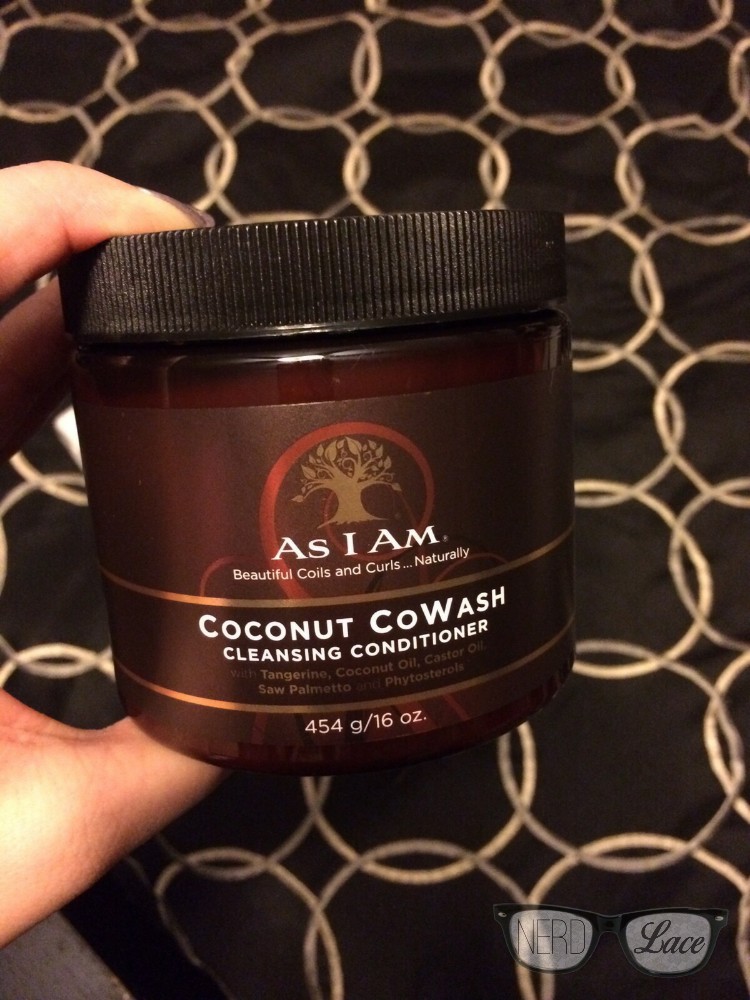 AS I AM®
Beautiful Coils and Curls... Naturally
COCONUT COWASH
CLEANSING CONDITIONER
with Tangerine, Coconut Oil, Castor Oil,
Saw Palmetto and Phytosterols
454 g/16 oz.
NERD Lace